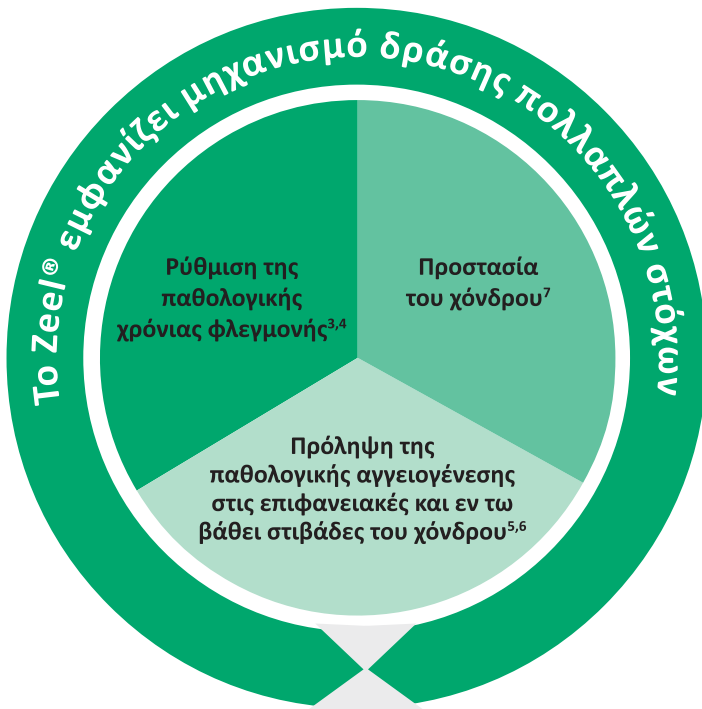 Το Zeel® εμφανίζει μηχανισμό δράσης πολλαπλών στόχων
Ρύθμιση της
παθολογικής
χρόνιας φλεγμονής3,4
Προστασία
του χόνδρου7
Πρόληψη της
παθολογικής αγγειογένεσης
στις επιφανειακές και εν τω
βάθει στιβάδες του χόνδρου5,6